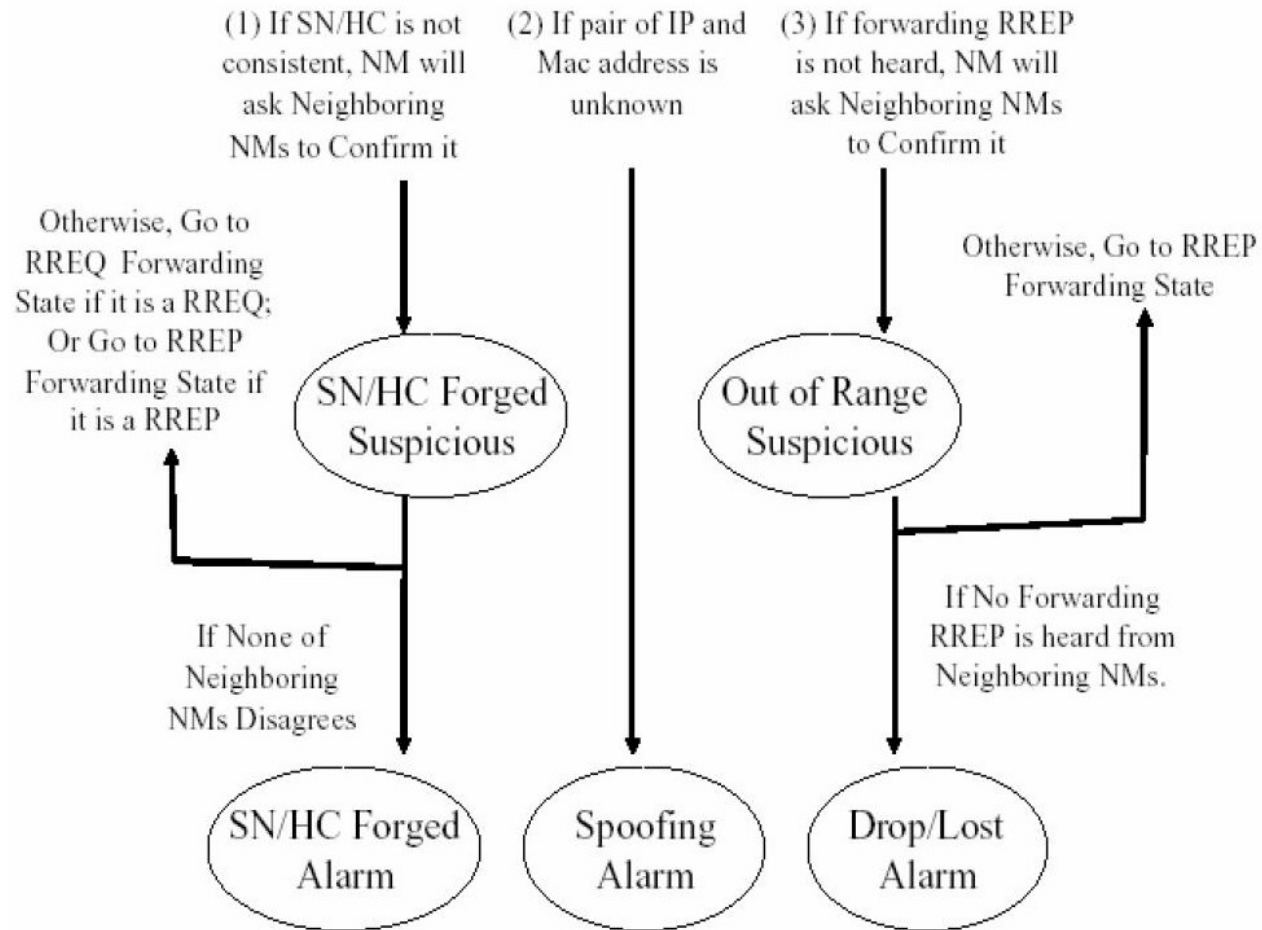 (1) If SN/HC is not
consistent, NM will
ask Neighboring
NMs to Confirm it
(2) If pair of IP and
Mac address is
unknown
(3) If forwarding RREP
is not heard, NM will
ask Neighboring NMs
to Confirm it
Otherwise, Go to
RREQ Forwarding
State if it is a RREQ;
Or Go to RREP
Forwarding State if
it is a RREP
Otherwise, Go to RREP
Forwarding State
SN/HC Forged
Suspicious
Out of Range
Suspicious
If None of
Neighboring
NMs Disagrees
If No Forwarding
RREP is heard from
Neighboring NMs.
SN/HC Forged
Alarm
Spoofing
Alarm
Drop/Lost
Alarm